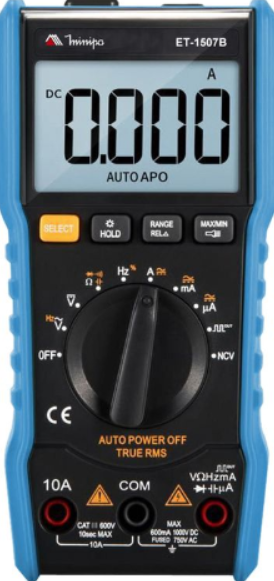 Minipa ET-1507B
A
DC 0.000
AUTO APO
SELECT
HOLD
RANGE
REL△
MAX/MIN
Hz% A
mA
Ω
V
μA
Hz
V
OFF
NCV
CE
AUTO POWER OFF
TRUE RMS
10A COM VΩHzmA
μA
CAT III 600V
10sec MAX
10A
MAX
600mA 1000V DC
FUSED 750V AC